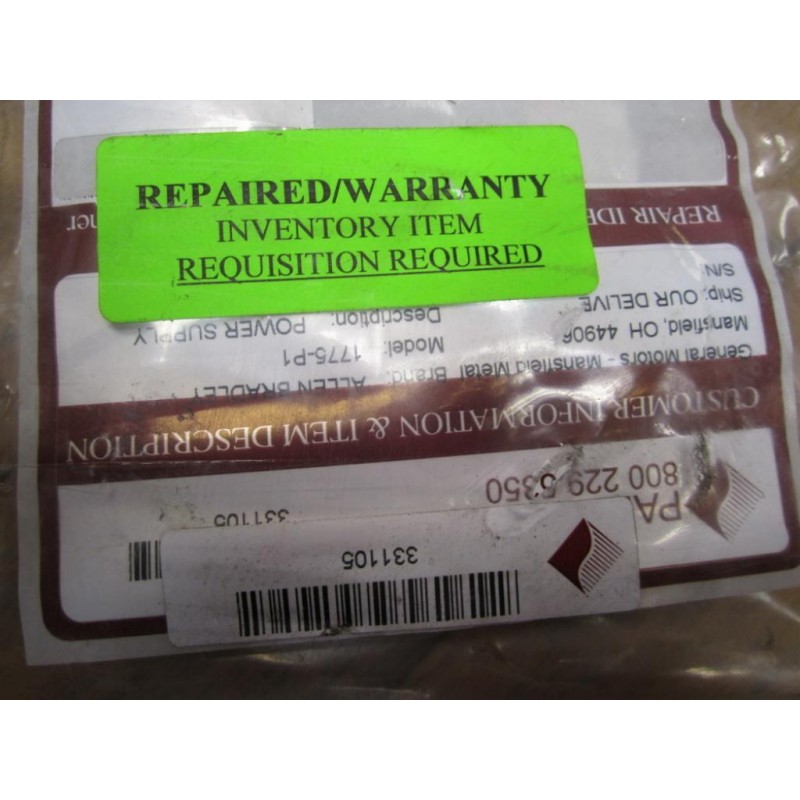 REPAIRED/WARRANTY
INVENTORY ITEM
REQUISITION REQUIRED
331105
PA
800 229 5350
331105
CUSTOMER INFORMATION & ITEM DESCRIPTION
General Motors - Mansfield Metal Brand: ALLEN BRADLEY
Mansfield, OH 44906 Model: 1775-P1
Ship: OUR DELIVE Description: POWER SUPPLY
S/N
REPAIR IDE